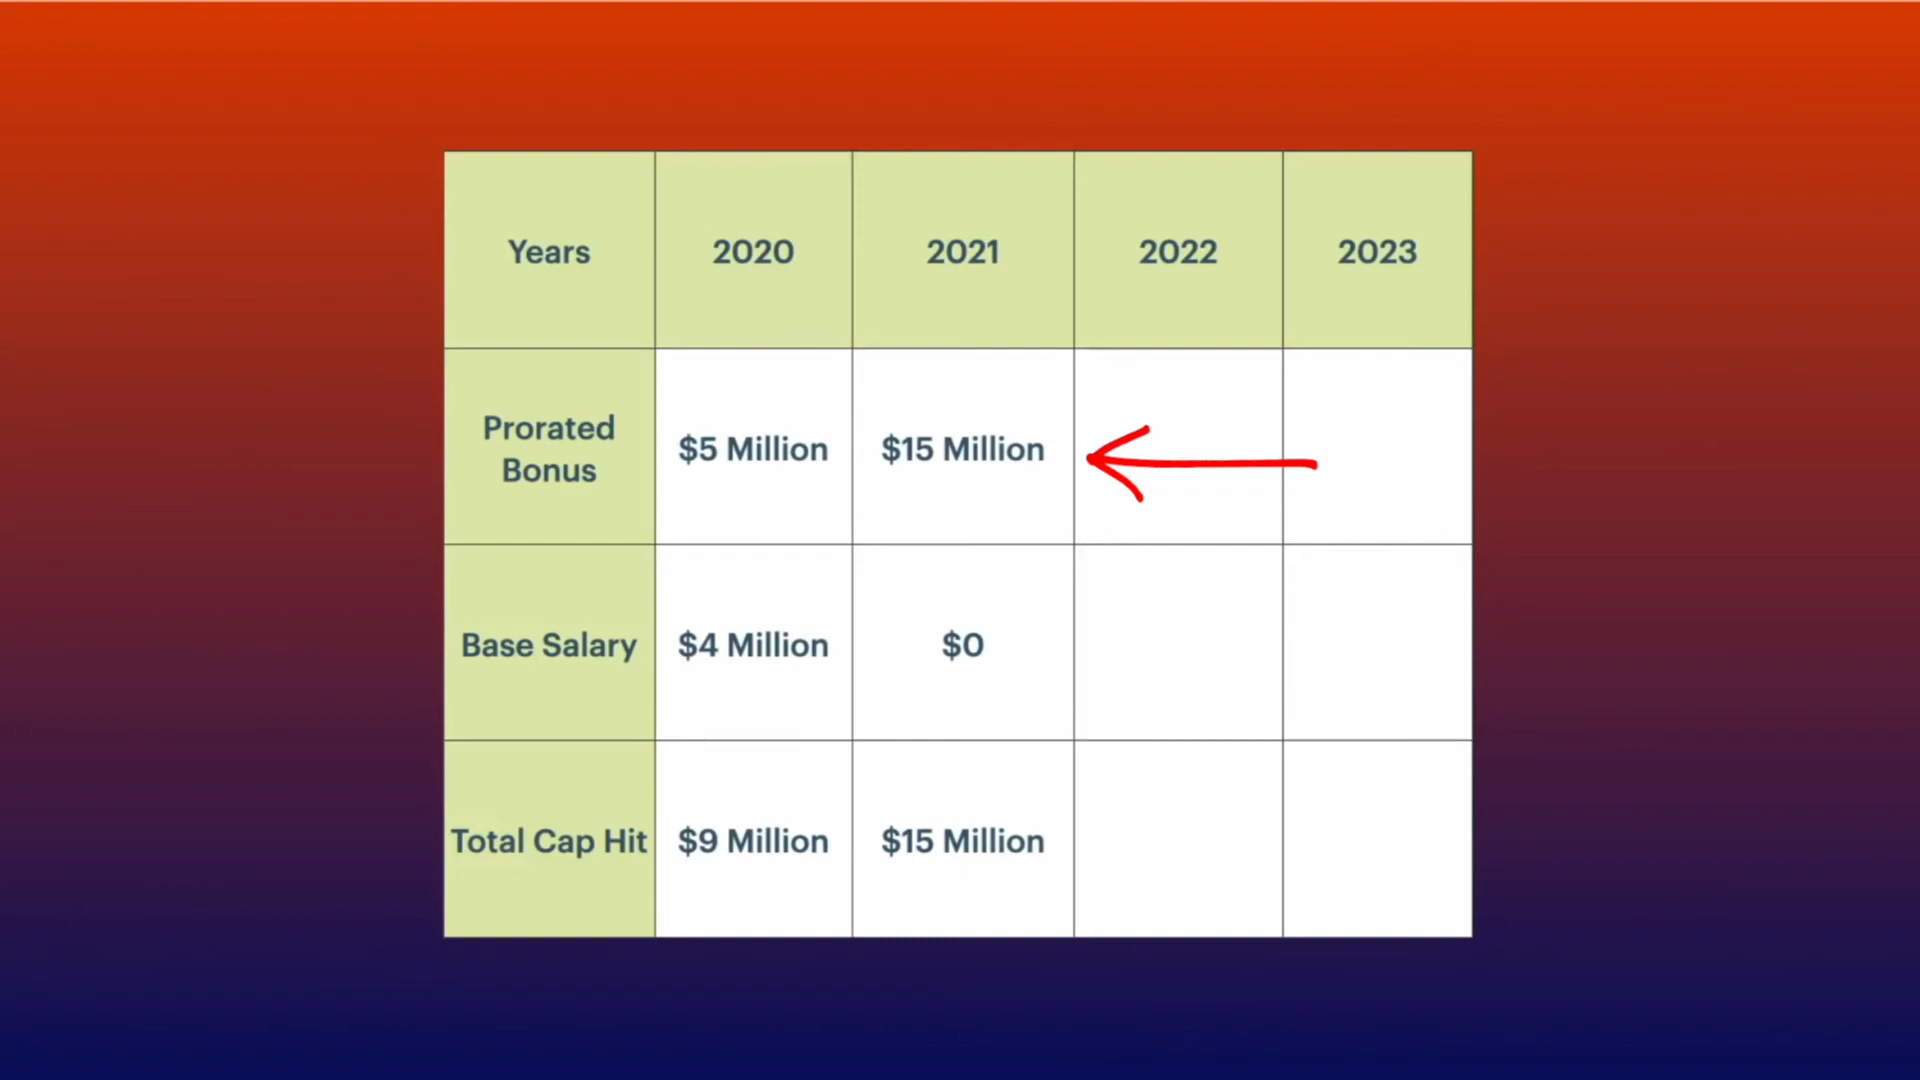 Years 2020 2021 2022 2023
Prorated
Bonus $5 Million $15 Million
Base Salary $4 Million $0
Total Cap Hit $9 Million $15 Million